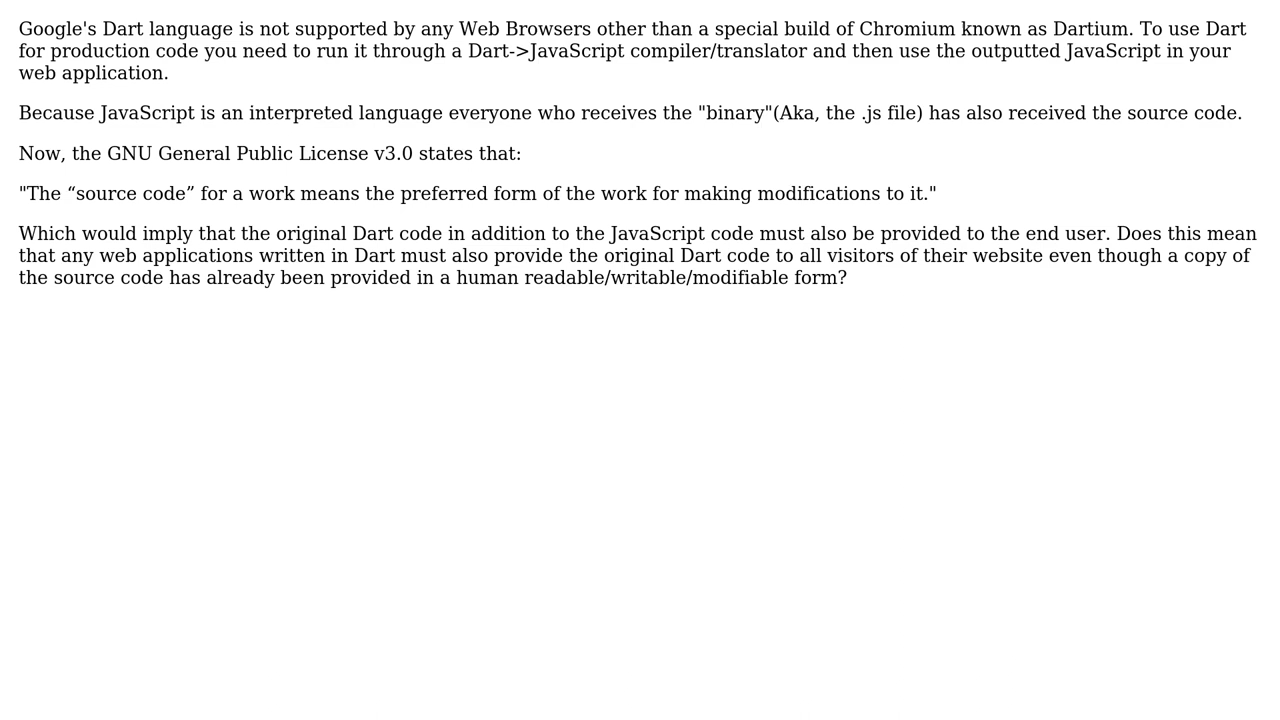 Google's Dart language is not supported by any Web Browsers other than a special build of Chromium known as Dartium. To use Dart
for production code you need to run it through a Dart->JavaScript compiler/translator and then use the outputted JavaScript in your
web application.
Because JavaScript is an interpreted language everyone who receives the "binary"(Aka, the .js file) has also received the source code.
Now, the GNU General Public License v3.0 states that:
"The “source code” for a work means the preferred form of the work for making modifications to it."
Which would imply that the original Dart code in addition to the JavaScript code must also be provided to the end user. Does this mean
that any web applications written in Dart must also provide the original Dart code to all visitors of their website even though a copy of
the source code has already been provided in a human readable/writable/modifiable form?